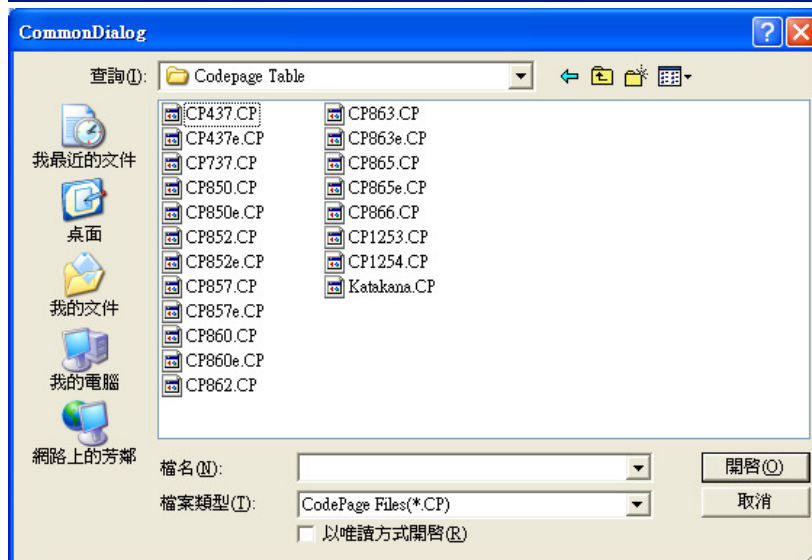 CommonDialog
查詢(I):
Codepage Table
我最近的文件
桌面
我的文件
我的電腦
網路上的芳鄰
CP437.CP
CP437e.CP
CP737.CP
CP850.CP
CP850e.CP
CP852.CP
CP852e.CP
CP857.CP
CP857e.CP
CP860.CP
CP860e.CP
CP862.CP
CP863.CP
CP863e.CP
CP865.CP
CP865e.CP
CP866.CP
CP1253.CP
CP1254.CP
Katakana.CP
檔名(N):
開啓(O)
檔案類型(T):
CodePage Files(*.CP)
取消
以唯讀方式開啓(R)